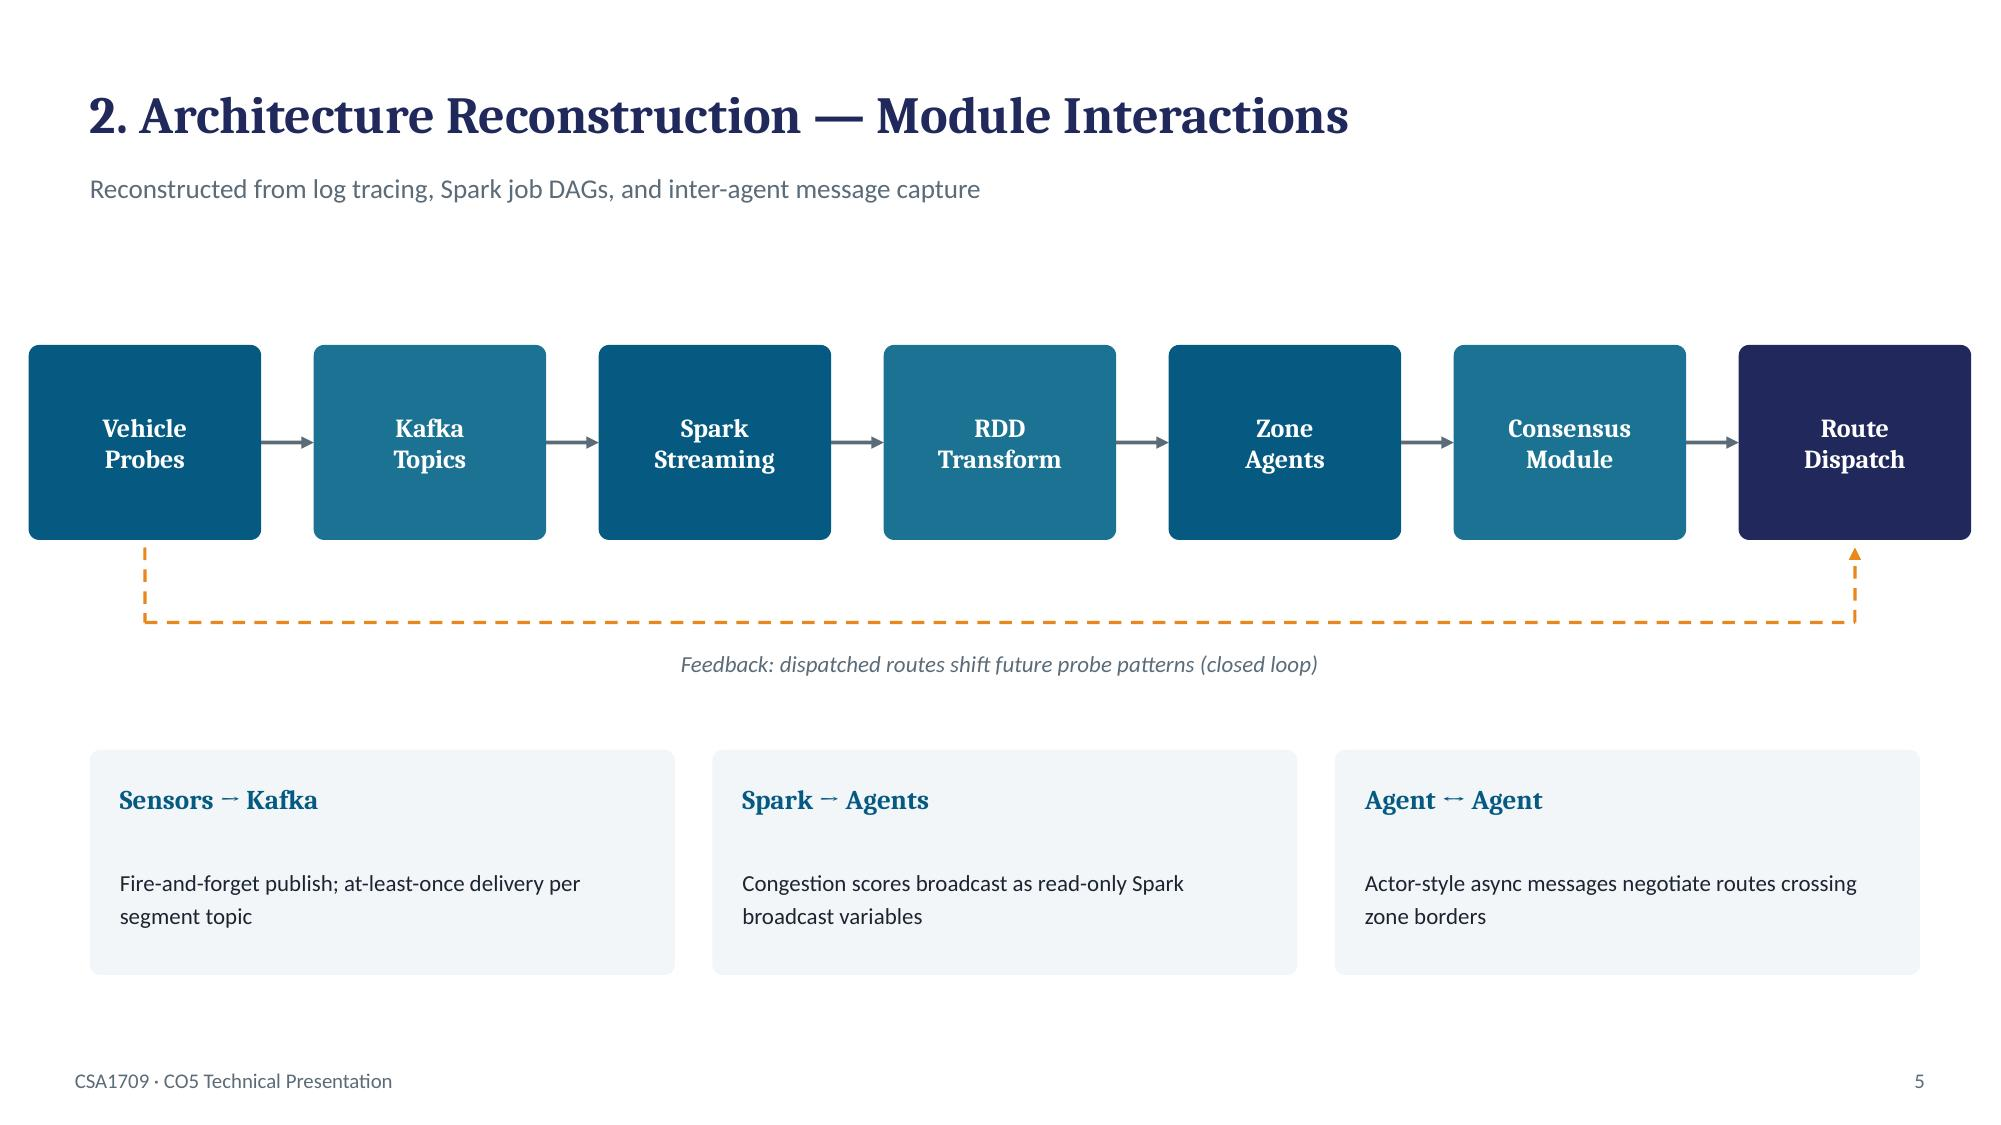 2. Architecture Reconstruction — Module Interactions
Reconstructed from log tracing, Spark job DAGs, and inter-agent message capture
Vehicle
Probes
Kafka
Topics
Spark
Streaming
RDD
Transform
Zone
Agents
Consensus
Module
Route
Dispatch
Feedback: dispatched routes shift future probe patterns (closed loop)
Sensors → Kafka
Fire-and-forget publish; at-least-once delivery per
segment topic
Spark → Agents
Congestion scores broadcast as read-only Spark
broadcast variables
Agent ↔ Agent
Actor-style async messages negotiate routes crossing
zone borders
CSA1709 · CO5 Technical Presentation
5